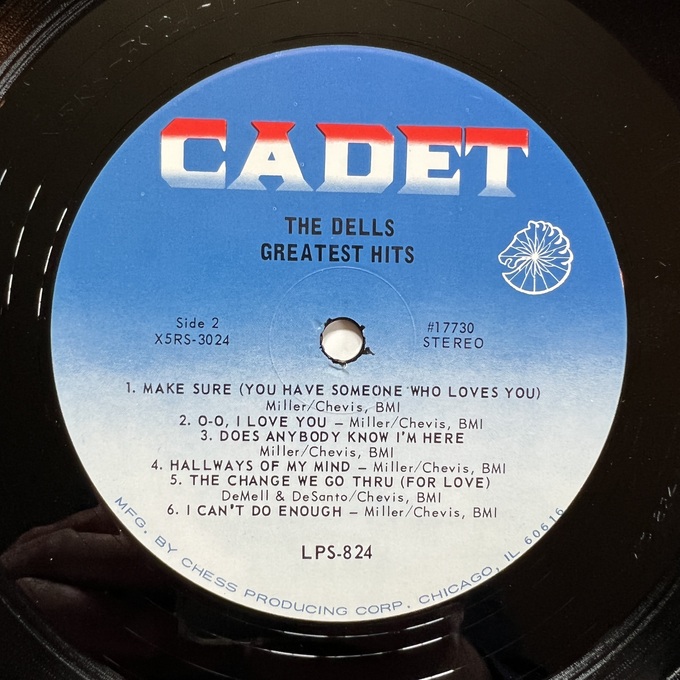 CADET
THE DELLS
GREATEST HITS
Side 2
X5RS-3024
#17730
STEREO
1. MAKE SURE (YOU HAVE SOMEONE WHO LOVES YOU)
Miller/Chevis, BMI
2. O-O, I LOVE YOU – Miller/Chevis, BMI
3. DOES ANYBODY KNOW I'M HERE
Miller/Chevis, BMI
4. HALLWAYS OF MY MIND – Miller/Chevis, BMI
5. THE CHANGE WE GO THRU (FOR LOVE)
DeMell & DeSanto/Chevis, BMI
6. I CAN'T DO ENOUGH – Miller/Chevis, BMI
LPS-824
MFG. BY CHESS PRODUCING CORP. CHICAGO, IL 60616